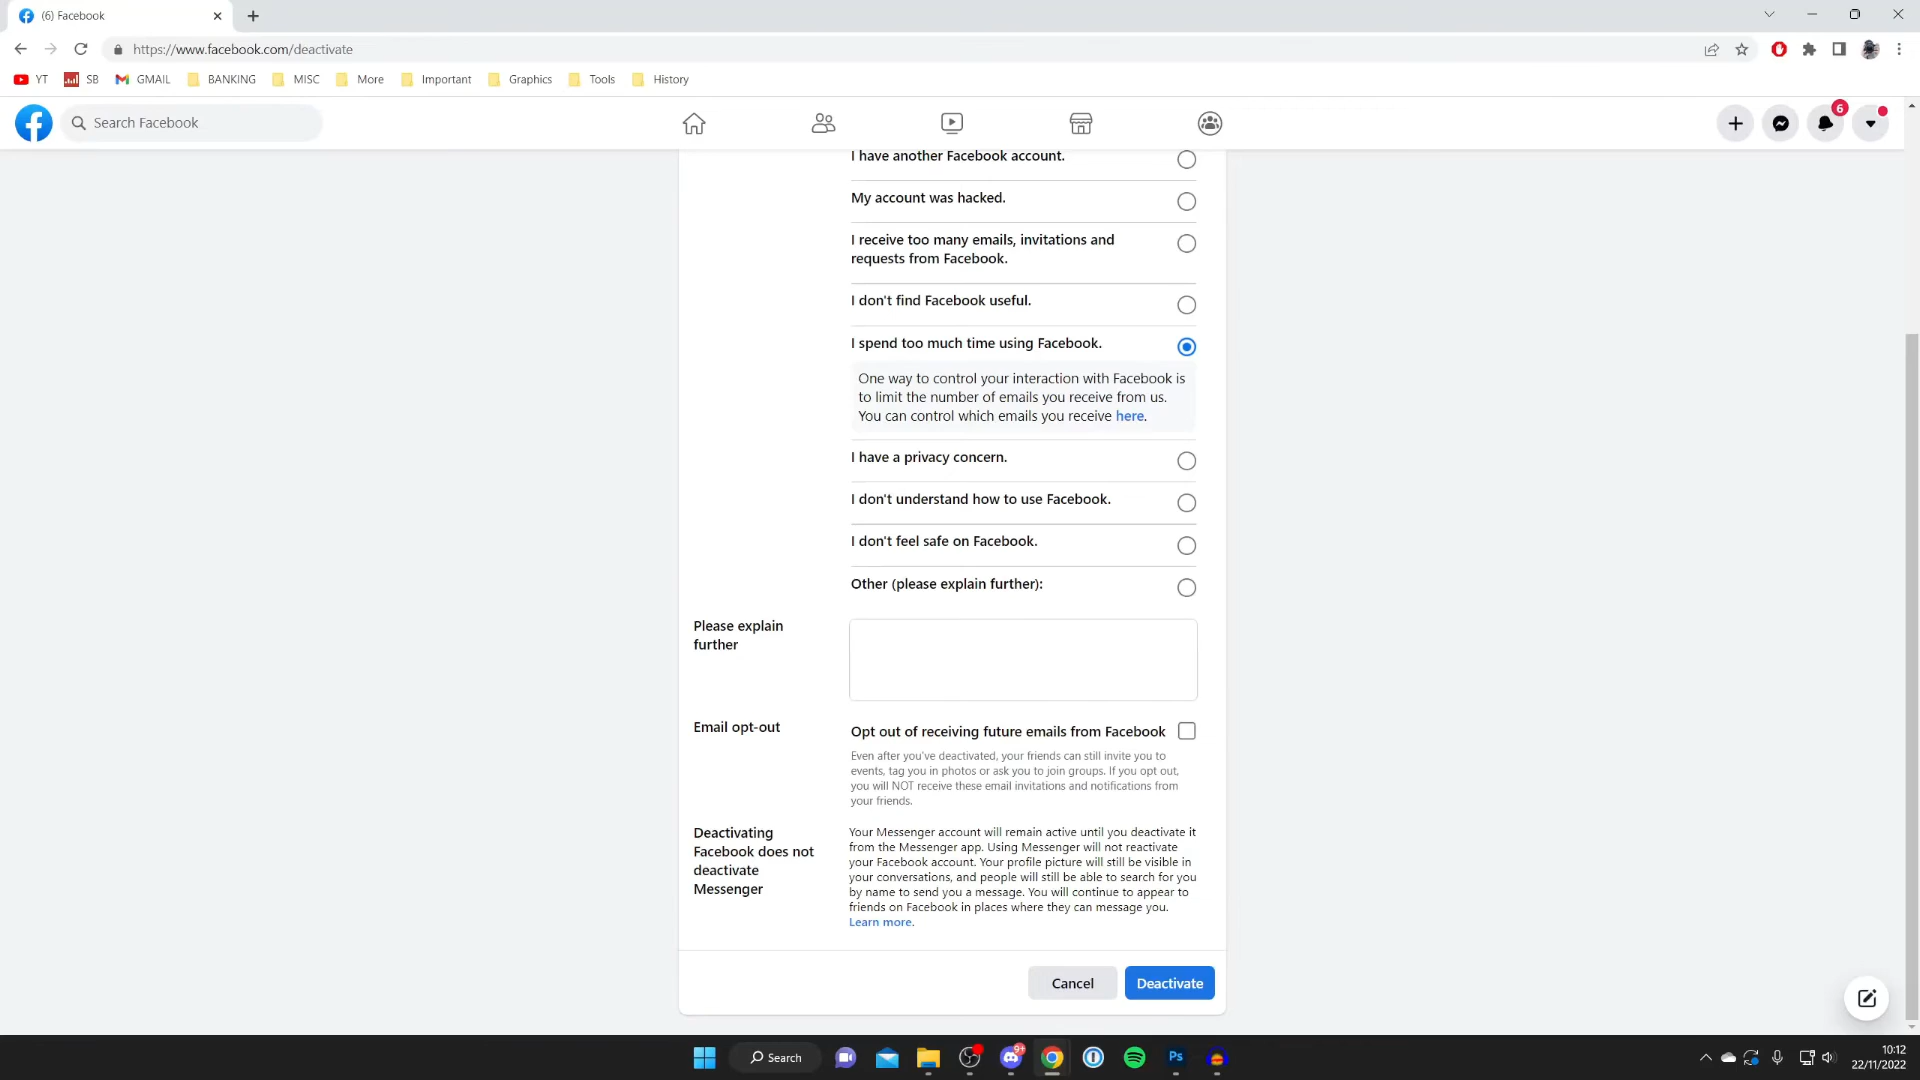 (6) Facebook
https://www.facebook.com/deactivate
YT
SB
GMAIL
BANKING
MISC
More
Important
Graphics
Tools
History
Search Facebook
6
I have another Facebook account.
My account was hacked.
I receive too many emails, invitations and
requests from Facebook.
I don't find Facebook useful.
I spend too much time using Facebook.
One way to control your interaction with Facebook is
to limit the number of emails you receive from us.
You can control which emails you receive here.
I have a privacy concern.
I don't understand how to use Facebook.
I don't feel safe on Facebook.
Other (please explain further):
Please explain
further
Email opt-out
Opt out of receiving future emails from Facebook
Even after you've deactivated, your friends can still invite you to
events, tag you in photos or ask you to join groups. If you opt out,
you will NOT receive these email invitations and notifications from
your friends.
Deactivating
Facebook does not
deactivate
Messenger
Your Messenger account will remain active until you deactivate it
from the Messenger app. Using Messenger will not reactivate
your Facebook account. Your profile picture will still be visible in
your conversations, and people will still be able to search for you
by name to send you a message. You will continue to appear to
friends on Facebook in places where they can message you.
Learn more.
Cancel
Deactivate
Search
9+
Ps
10:12
22/11/2022